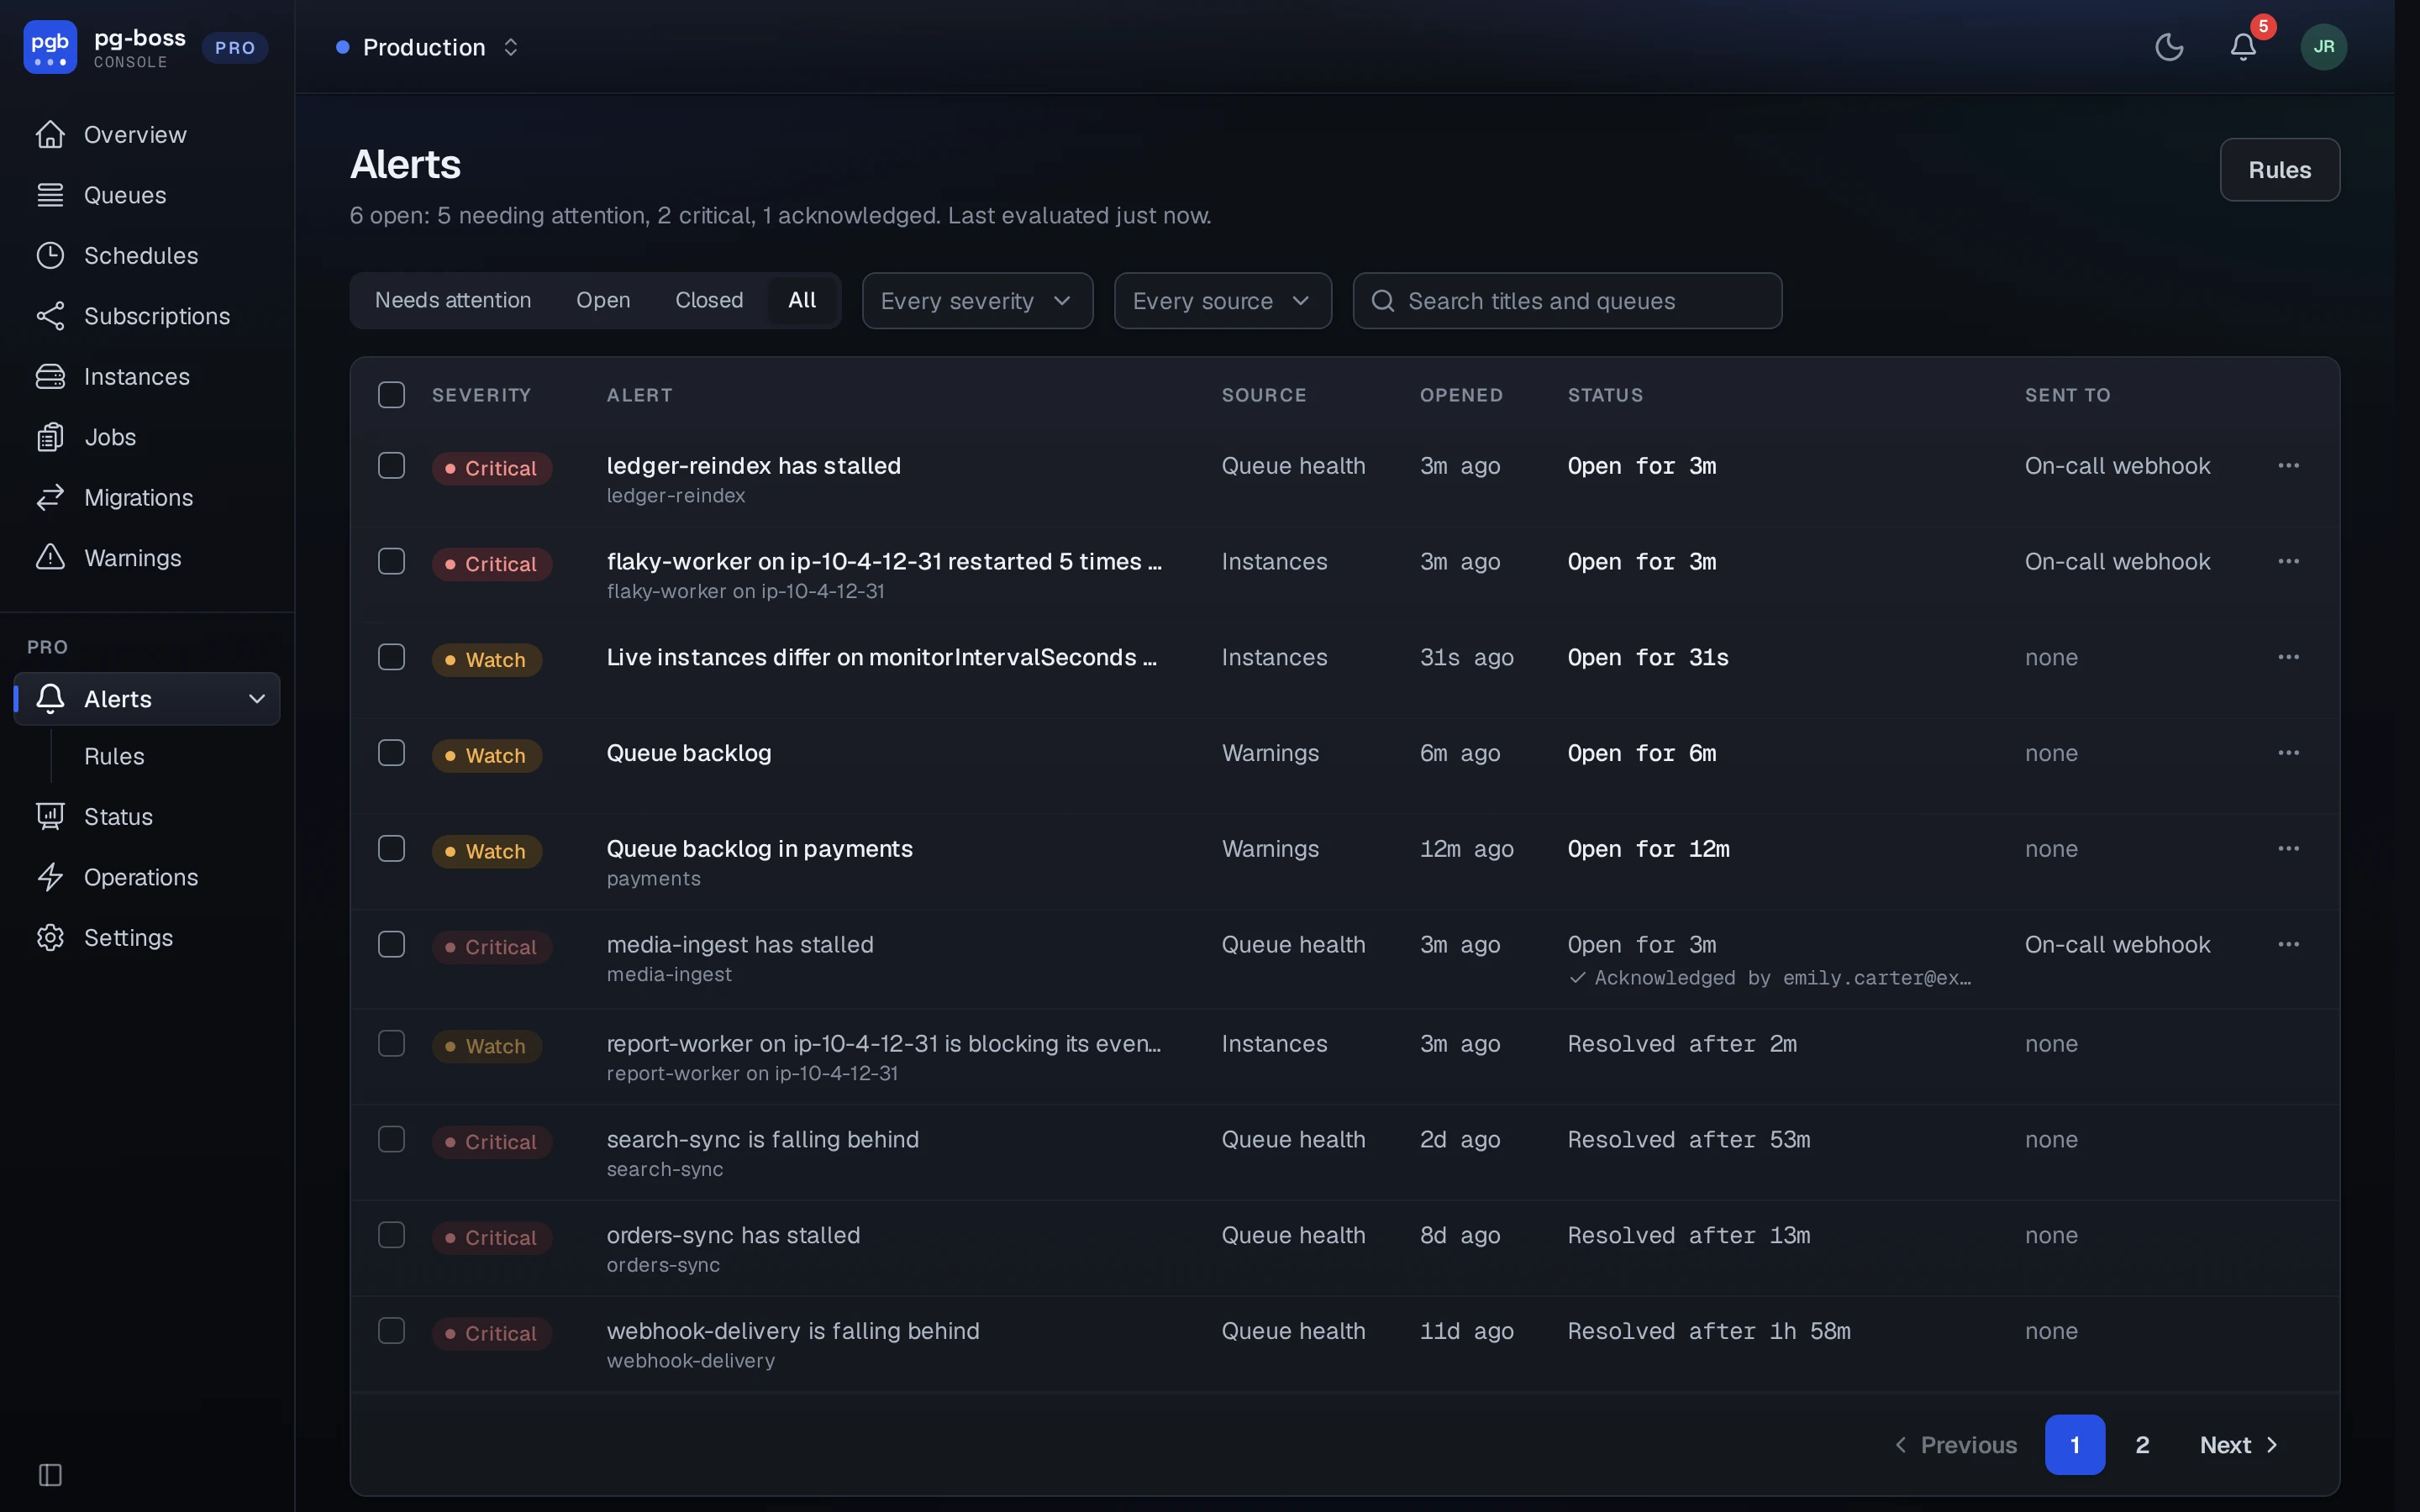 pgb
pg-boss
CONSOLE
PRO
Production
5
JR
Overview
Queues
Schedules
Subscriptions
Instances
Jobs
Migrations
Warnings
PRO
Alerts
Rules
Status
Operations
Settings
Alerts
6 open: 5 needing attention, 2 critical, 1 acknowledged. Last evaluated just now.
Rules
Needs attention Open Closed All
Every severity
Every source
Search titles and queues
SEVERITY ALERT SOURCE OPENED STATUS SENT TO
Critical ledger-reindex has stalled Queue health 3m ago Open for 3m On-call webhook
ledger-reindex
Critical flaky-worker on ip-10-4-12-31 restarted 5 times … Instances 3m ago Open for 3m On-call webhook
flaky-worker on ip-10-4-12-31
Watch Live instances differ on monitorIntervalSeconds … Instances 31s ago Open for 31s none
Watch Queue backlog Warnings 6m ago Open for 6m none
Watch Queue backlog in payments Warnings 12m ago Open for 12m none
payments
Critical media-ingest has stalled Queue health 3m ago Open for 3m On-call webhook
media-ingest Acknowledged by emily.carter@ex…
Watch report-worker on ip-10-4-12-31 is blocking its even… Instances 3m ago Resolved after 2m none
report-worker on ip-10-4-12-31
Critical search-sync is falling behind Queue health 2d ago Resolved after 53m none
search-sync
Critical orders-sync has stalled Queue health 8d ago Resolved after 13m none
orders-sync
Critical webhook-delivery is falling behind Queue health 11d ago Resolved after 1h 58m none
webhook-delivery
Previous 1 2 Next